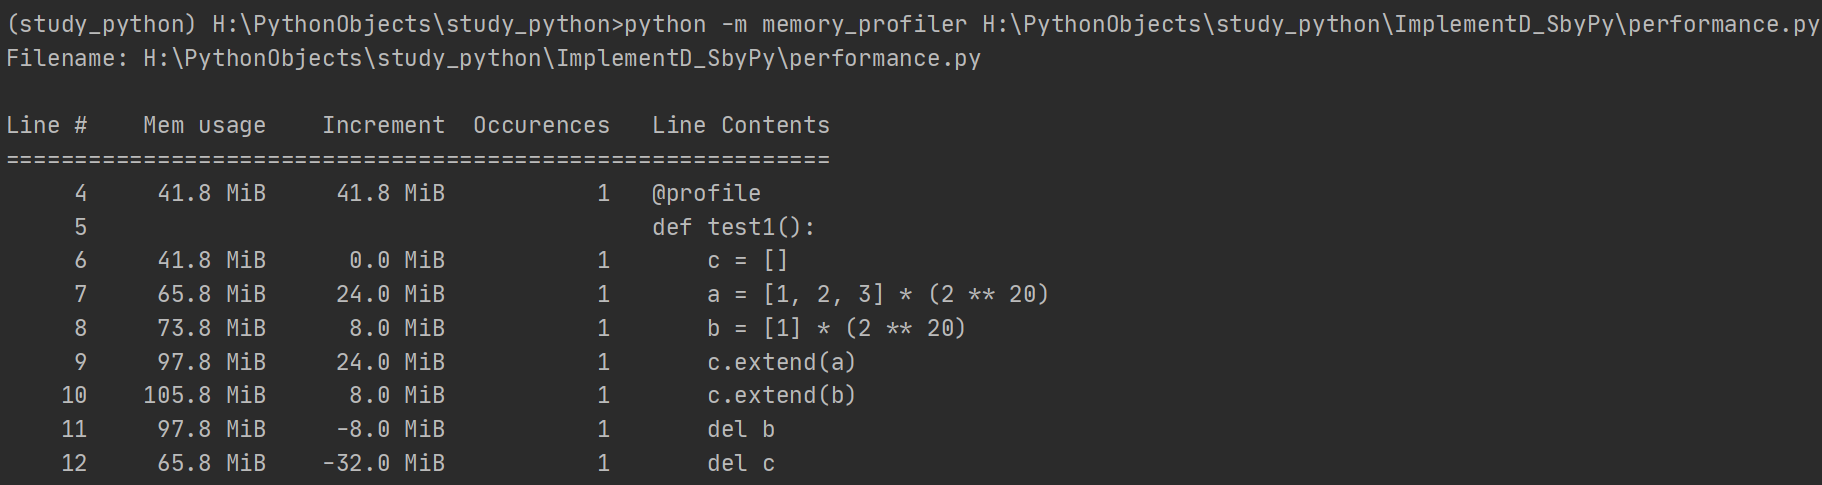 (study_python) H:\PythonObjects\study_python>python -m memory_profiler H:\PythonObjects\study_python\ImplementD_SbyPy\performance.py
Filename: H:\PythonObjects\study_python\ImplementD_SbyPy\performance.py
Line #    Mem usage    Increment  Occurences   Line Contents
============================================================
     4     41.8 MiB     41.8 MiB           1   @profile
     5                                         def test1():
     6     41.8 MiB      0.0 MiB           1       c = []
     7     65.8 MiB     24.0 MiB           1       a = [1, 2, 3] * (2 ** 20)
     8     73.8 MiB      8.0 MiB           1       b = [1] * (2 ** 20)
     9     97.8 MiB     24.0 MiB           1       c.extend(a)
    10    105.8 MiB      8.0 MiB           1       c.extend(b)
    11     97.8 MiB     -8.0 MiB           1       del b
    12     65.8 MiB    -32.0 MiB           1       del c